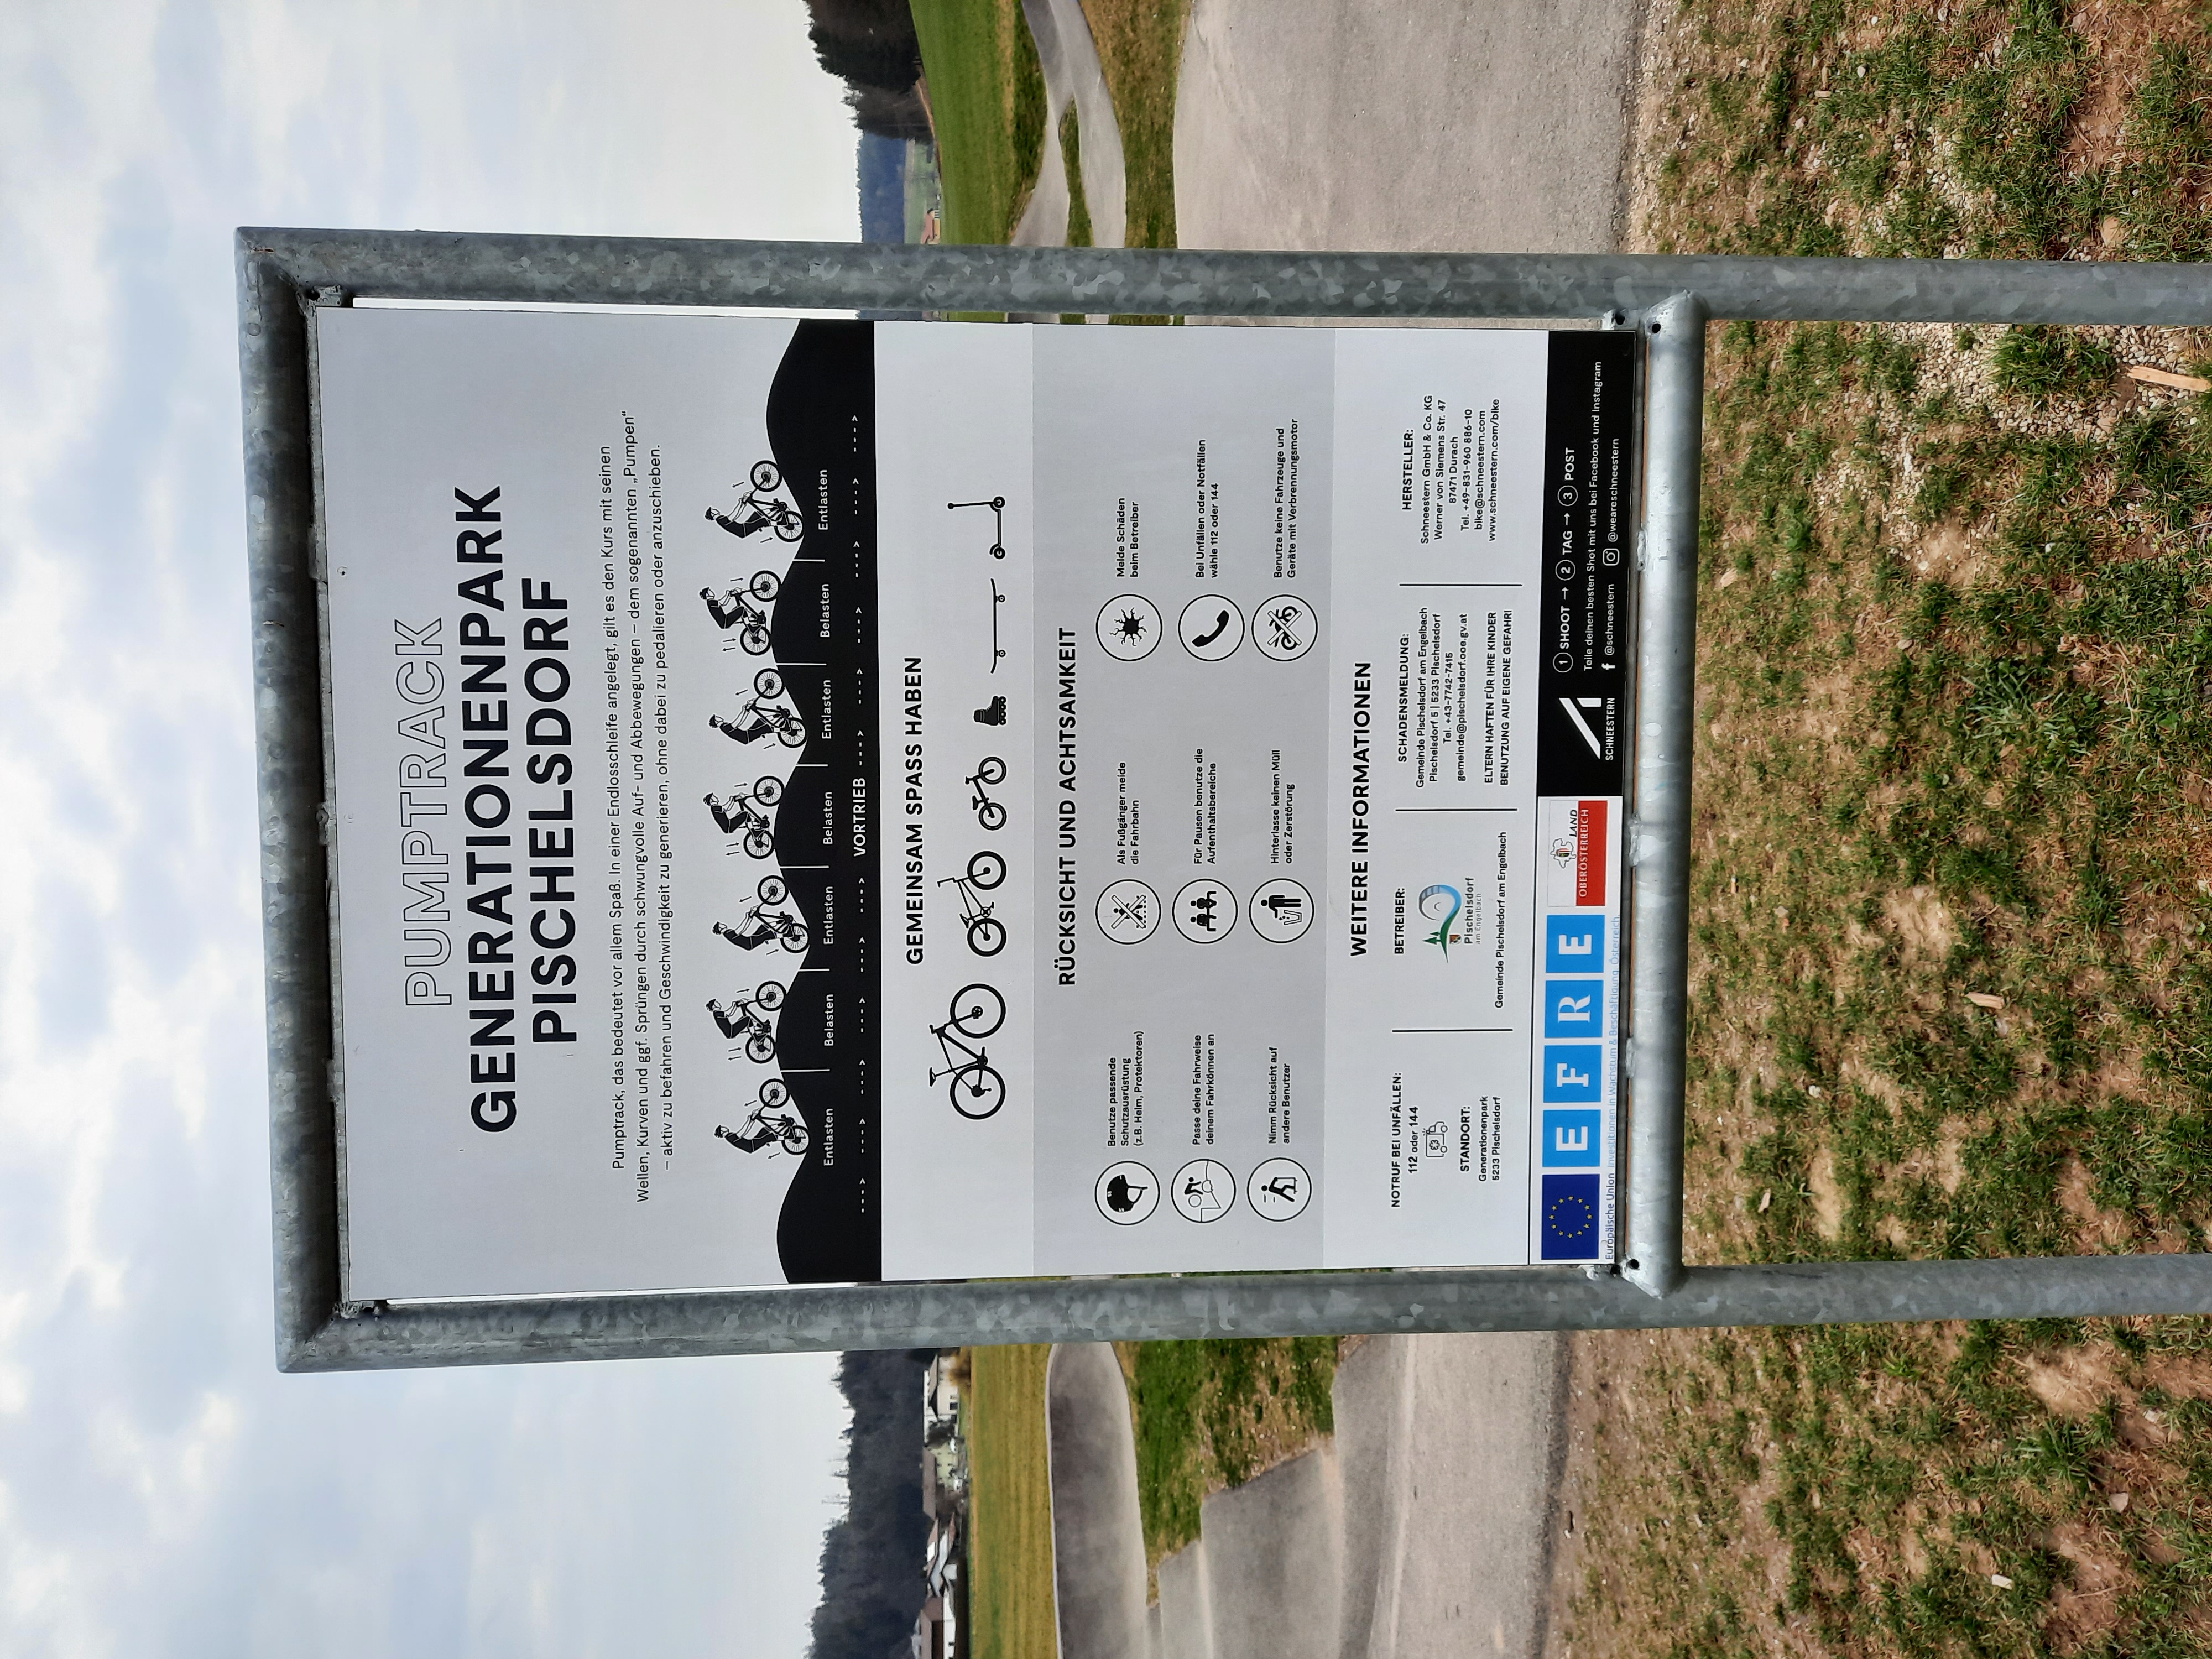 PUMPTRACK
GENERATIONENPARK
PISCHELSDORF
Pumptrack, das bedeutet vor allem Spaß. In einer Endlosschleife angelegt, gilt es den Kurs mit seinen
Wellen, Kurven und ggf. Sprüngen durch schwungvolle Auf- und Abbewegungen – dem sogenannten „Pumpen“
– aktiv zu befahren und Geschwindigkeit zu generieren, ohne dabei zu pedalieren oder anzuschieben.
Entlasten Belasten Entlasten Belasten Entlasten Belasten Entlasten
VORTRIEB
GEMEINSAM SPASS HABEN
RÜCKSICHT UND ACHTSAMKEIT
Benutze passende
Schutzausrüstung
(z.B. Helm, Protektoren)
Als Fußgänger meide
die Fahrbahn
Melde Schäden
beim Betreiber
Passe deine Fahrweise
deinem Fahrkönnen an
Für Pausen benutze die
Aufenthaltsbereiche
Bei Unfällen oder Notfällen
wähle 112 oder 144
Nimm Rücksicht auf
andere Benutzer
Hinterlasse keinen Müll
oder Zerstörung
Benutze keine Fahrzeuge und
Geräte mit Verbrennungsmotor
WEITERE INFORMATIONEN
NOTRUF BEI UNFÄLLEN:
112 oder 144
STANDORT:
Generationenpark
5233 Pischelsdorf
BETREIBER:
Pischelsdorf
am Engelbach
Gemeinde Pischelsdorf am Engelbach
SCHADENSMELDUNG:
Gemeinde Pischelsdorf am Engelbach
Pischelsdorf 5 | 5233 Pischelsdorf
Tel. +43-7742-7415
gemeinde@pischelsdorf.ooe.gv.at
ELTERN HAFTEN FÜR IHRE KINDER
BENUTZUNG AUF EIGENE GEFAHR!
HERSTELLER:
Schneestern GmbH & Co. KG
Werner von Siemens Str. 47
87471 Durach
Tel. +49-831-960 886-10
bike@schneestern.com
www.schneestern.com/bike
EFRE
Europäische Union Investitionen in Wachstum & Beschäftigung. Österreich.
LAND
OBERÖSTERREICH
SCHNEESTERN
1 SHOOT → 2 TAG → 3 POST
Teile deinen besten Shot mit uns bei Facebook und Instagram
@schneestern @weareschneestern